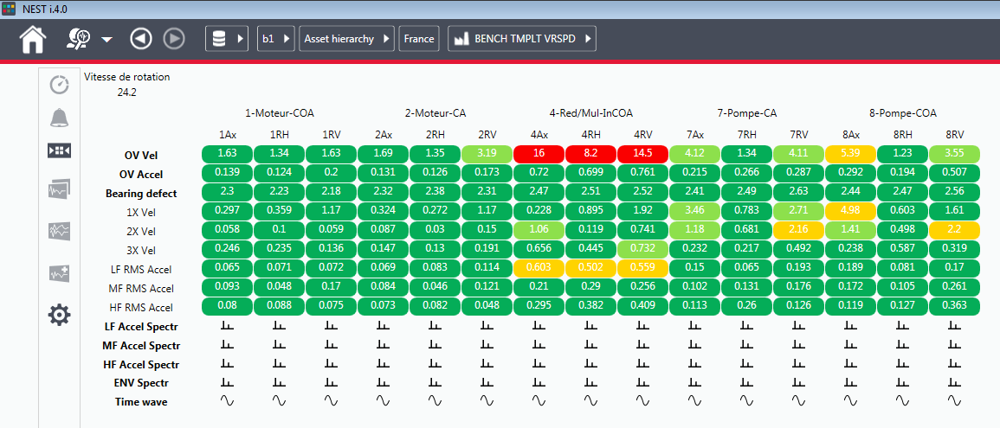 NEST i.4.0
b1 Asset hierarchy France BENCH TMPLT VRSPD
Vitesse de rotation
24.2
1-Moteur-COA 2-Moteur-CA 4-Red/Mul-InCOA 7-Pompe-CA 8-Pompe-COA
1Ax 1RH 1RV 2Ax 2RH 2RV 4Ax 4RH 4RV 7Ax 7RH 7RV 8Ax 8RH 8RV
OV Vel 1.63 1.34 1.63 1.69 1.35 3.19 16 8.2 14.5 4.12 1.34 4.11 5.39 1.23 3.55
OV Accel 0.139 0.124 0.2 0.131 0.126 0.173 0.72 0.699 0.761 0.215 0.266 0.287 0.292 0.194 0.507
Bearing defect 2.3 2.23 2.18 2.32 2.38 2.31 2.47 2.51 2.52 2.41 2.49 2.63 2.44 2.47 2.56
1X Vel 0.297 0.359 1.17 0.324 0.272 1.17 0.228 0.895 1.92 3.46 0.783 2.71 4.98 0.603 1.61
2X Vel 0.058 0.1 0.059 0.087 0.03 0.15 1.06 0.119 0.741 1.18 0.681 2.16 1.41 0.498 2.2
3X Vel 0.246 0.235 0.136 0.147 0.13 0.191 0.656 0.445 0.732 0.232 0.217 0.492 0.238 0.587 0.319
LF RMS Accel 0.065 0.071 0.072 0.069 0.083 0.114 0.603 0.502 0.559 0.15 0.065 0.193 0.189 0.081 0.17
MF RMS Accel 0.093 0.048 0.17 0.084 0.046 0.121 0.21 0.29 0.256 0.102 0.131 0.176 0.172 0.105 0.261
HF RMS Accel 0.08 0.088 0.075 0.073 0.082 0.048 0.295 0.382 0.409 0.113 0.26 0.126 0.119 0.127 0.363
LF Accel Spectr
MF Accel Spectr
HF Accel Spectr
ENV Spectr
Time wave